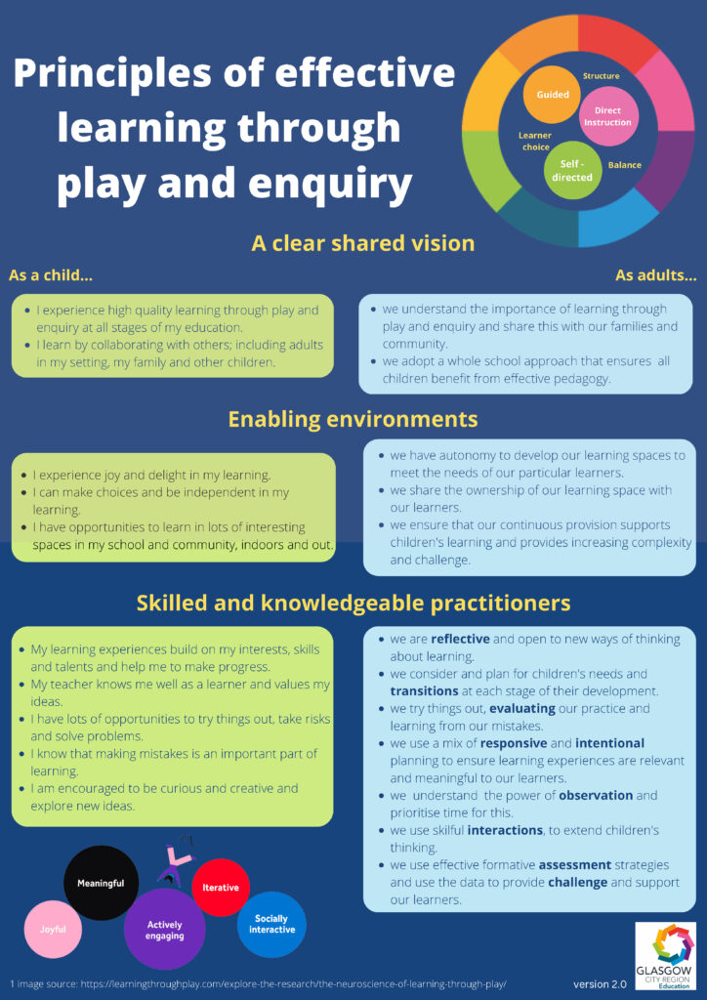 Principles of effective
learning through
play and enquiry
Structure
Guided
Direct
Instruction
Learner
choice
Self -
directed
Balance
A clear shared vision
As a child...
As adults...
I experience high quality learning through play and
enquiry at all stages of my education.
I learn by collaborating with others; including adults
in my setting, my family and other children.
we understand the importance of learning through
play and enquiry and share this with our families and
community.
we adopt a whole school approach that ensures all
children benefit from effective pedagogy.
Enabling environments
I experience joy and delight in my learning.
I can make choices and be independent in my
learning.
I have opportunities to learn in lots of interesting
spaces in my school and community, indoors and out.
we have autonomy to develop our learning spaces to
meet the needs of our particular learners.
we share the ownership of our learning space with
our learners.
we ensure that our continuous provision supports
children's learning and provides increasing complexity
and challenge.
Skilled and knowledgeable practitioners
My learning experiences build on my interests, skills
and talents and help me to make progress.
My teacher knows me well as a learner and values my
ideas.
I have lots of opportunities to try things out, take risks
and solve problems.
I know that making mistakes is an important part of
learning.
I am encouraged to be curious and creative and
explore new ideas.
we are reflective and open to new ways of thinking
about learning.
we consider and plan for children's needs and
transitions at each stage of their development.
we try things out, evaluating our practice and
learning from our mistakes.
we use a mix of responsive and intentional
planning to ensure learning experiences are relevant
and meaningful to our learners.
we understand the power of observation and
prioritise time for this.
we use skilful interactions, to extend children's
thinking.
we use effective formative assessment strategies
and use the data to provide challenge and support
our learners.
Joyful
Meaningful
Actively
engaging
Iterative
Socially
interactive
1 image source: https://learningthroughplay.com/explore-the-research/the-neuroscience-of-learning-through-play/
version 2.0
GLASGOW
CITY REGION
Education